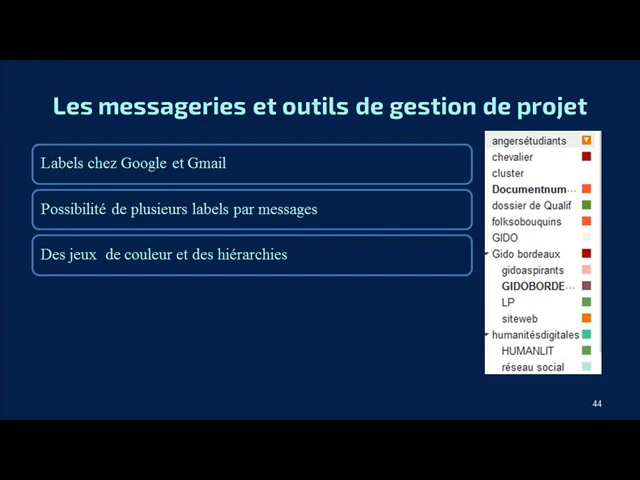 Les messageries et outils de gestion de projet
Labels chez Google et Gmail
Possibilité de plusieurs labels par messages
Des jeux de couleur et des hiérarchies
angersétudiants
chevalier
cluster
Documentnum...
dossier de Qualif
folksobouquins
GIDO
Gido bordeaux
gidoaspirants
GIDOBORDE...
LP
siteweb
humanitésdigitales
HUMANLIT
réseau social
44